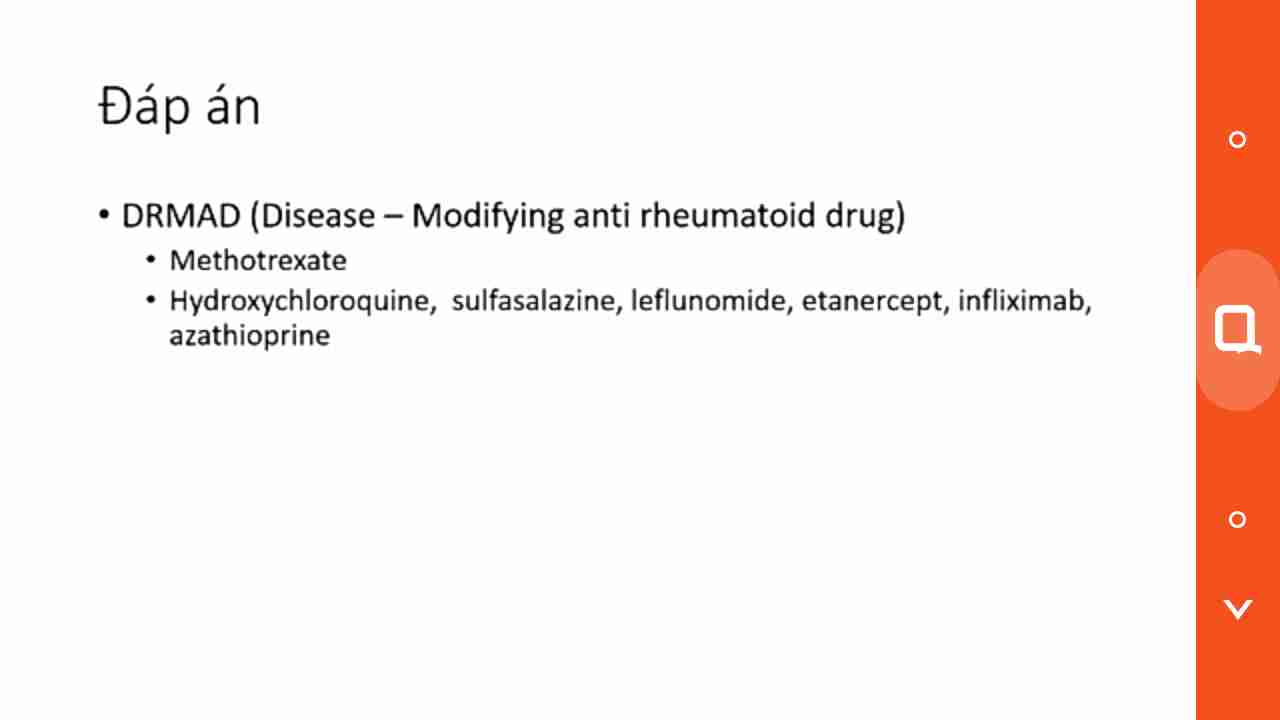 Đáp án
• DRMAD (Disease – Modifying anti rheumatoid drug)
• Methotrexate
• Hydroxychloroquine, sulfasalazine, leflunomide, etanercept, infliximab,
azathioprine